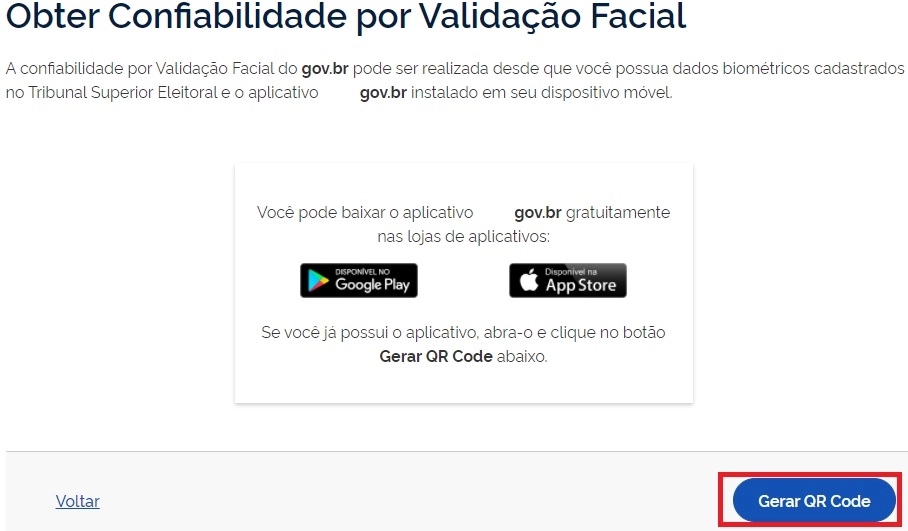 Obter Confiabilidade por Validação Facial
A confiabilidade por Validação Facial do gov.br pode ser realizada desde que você possua dados biométricos cadastrados
no Tribunal Superior Eleitoral e o aplicativo gov.br instalado em seu dispositivo móvel.
Você pode baixar o aplicativo gov.br gratuitamente
nas lojas de aplicativos:
DISPONÍVEL NO
Google Play
Disponível na
App Store
Se você já possui o aplicativo, abra-o e clique no botão
Gerar QR Code abaixo.
Voltar
Gerar QR Code